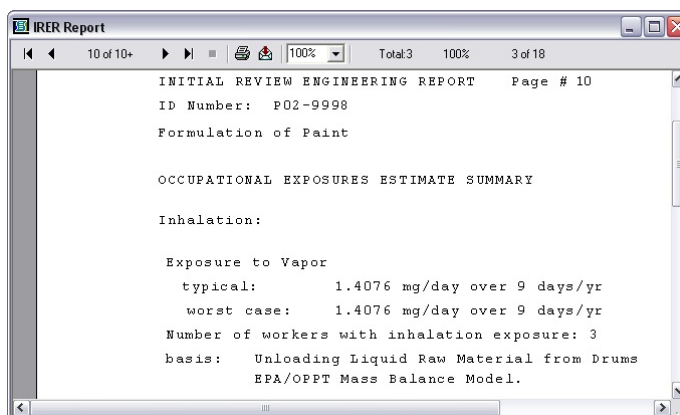 IRER Report
10 of 10+ 100% Total:3 100% 3 of 18
INITIAL REVIEW ENGINEERING REPORT Page # 10
ID Number: P02-9998
Formulation of Paint
OCCUPATIONAL EXPOSURES ESTIMATE SUMMARY
Inhalation:
Exposure to Vapor
typical: 1.4076 mg/day over 9 days/yr
worst case: 1.4076 mg/day over 9 days/yr
Number of workers with inhalation exposure: 3
basis: Unloading Liquid Raw Material from Drums
EPA/OPPT Mass Balance Model.